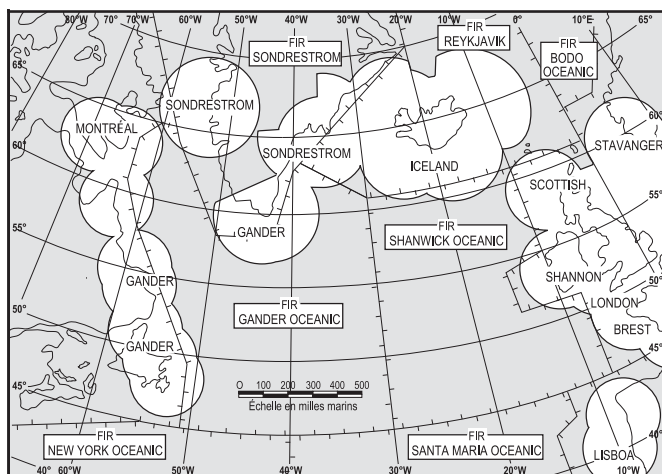 80°W 70°W 60°W 50°W 40°W 30°W 20°W 10°W 0° 10°E
FIR
SONDRESTROM
FIR
REYKJAVIK
FIR
BODO
OCEANIC
65°
15°E
60°
SONDRESTROM
MONTRÉAL
STAVANGER
60°
SONDRESTROM
ICELAND
SCOTTISH
55°
55°
GANDER
FIR
SHANWICK OCEANIC
50°
GANDER
SHANNON
50°
FIR
GANDER OCEANIC
LONDON
BREST
50°
GANDER
45°
45°
0 100 200 300 400 500
Échelle en milles marins
FIR
NEW YORK OCEANIC
FIR
SANTA MARIA OCEANIC
40°
LISBOA
40° 60°W 50°W 40°W 30°W 20°W 10°W